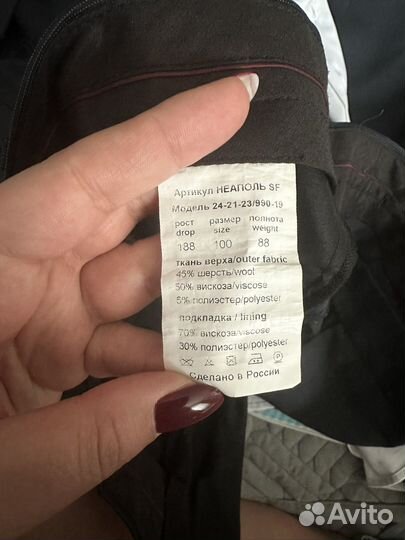 Артикул НЕАПОЛЬ SF
Модель 24-21-23/990-19
рост размер полнота
drop size weight
188 100 88
ткань верха/outer fabric
45% шерсть/wool
50% вискоза/viscose
5% полиэстер/polyester
подкладка / lining
70% вискоза/viscose
30% полиэстер/polyester
Сделано в России
Avito